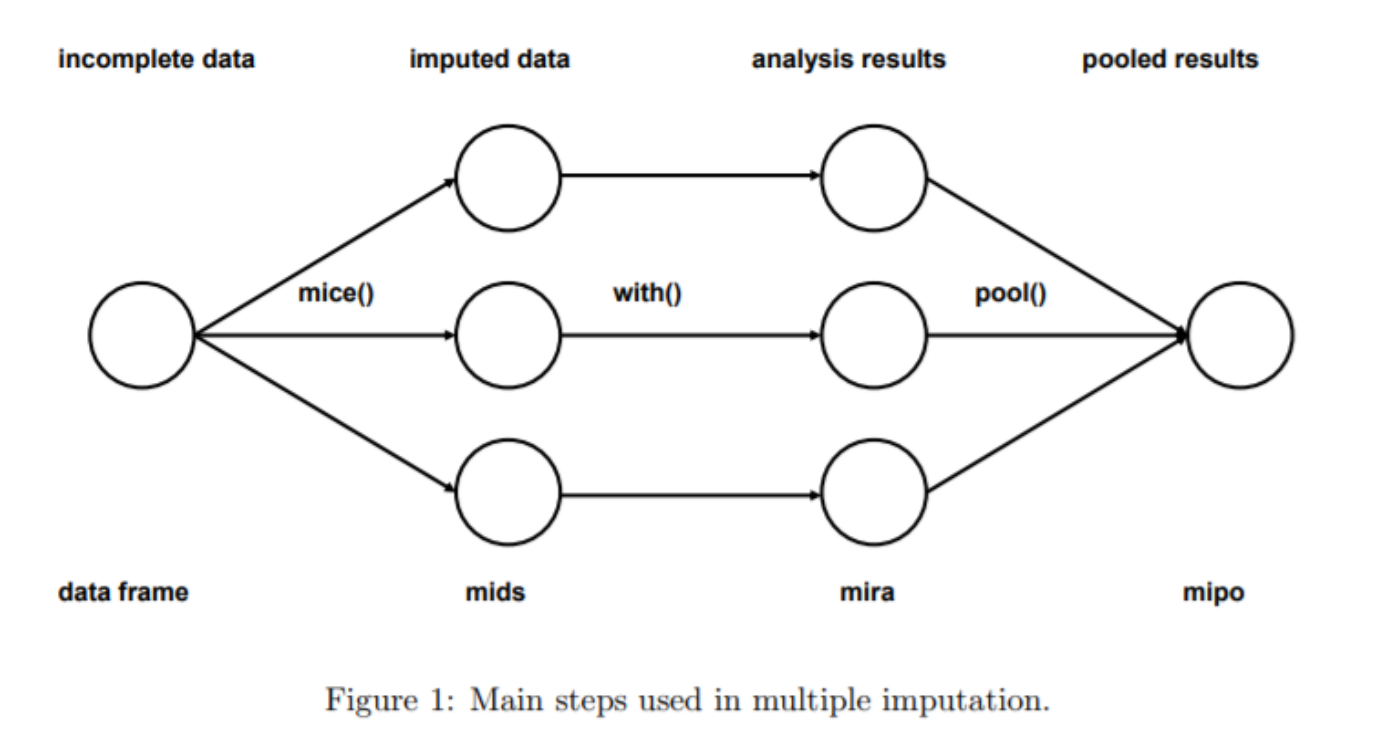 incomplete data imputed data analysis results pooled results
mice() with() pool()
data frame mids mira mipo
Figure 1: Main steps used in multiple imputation.